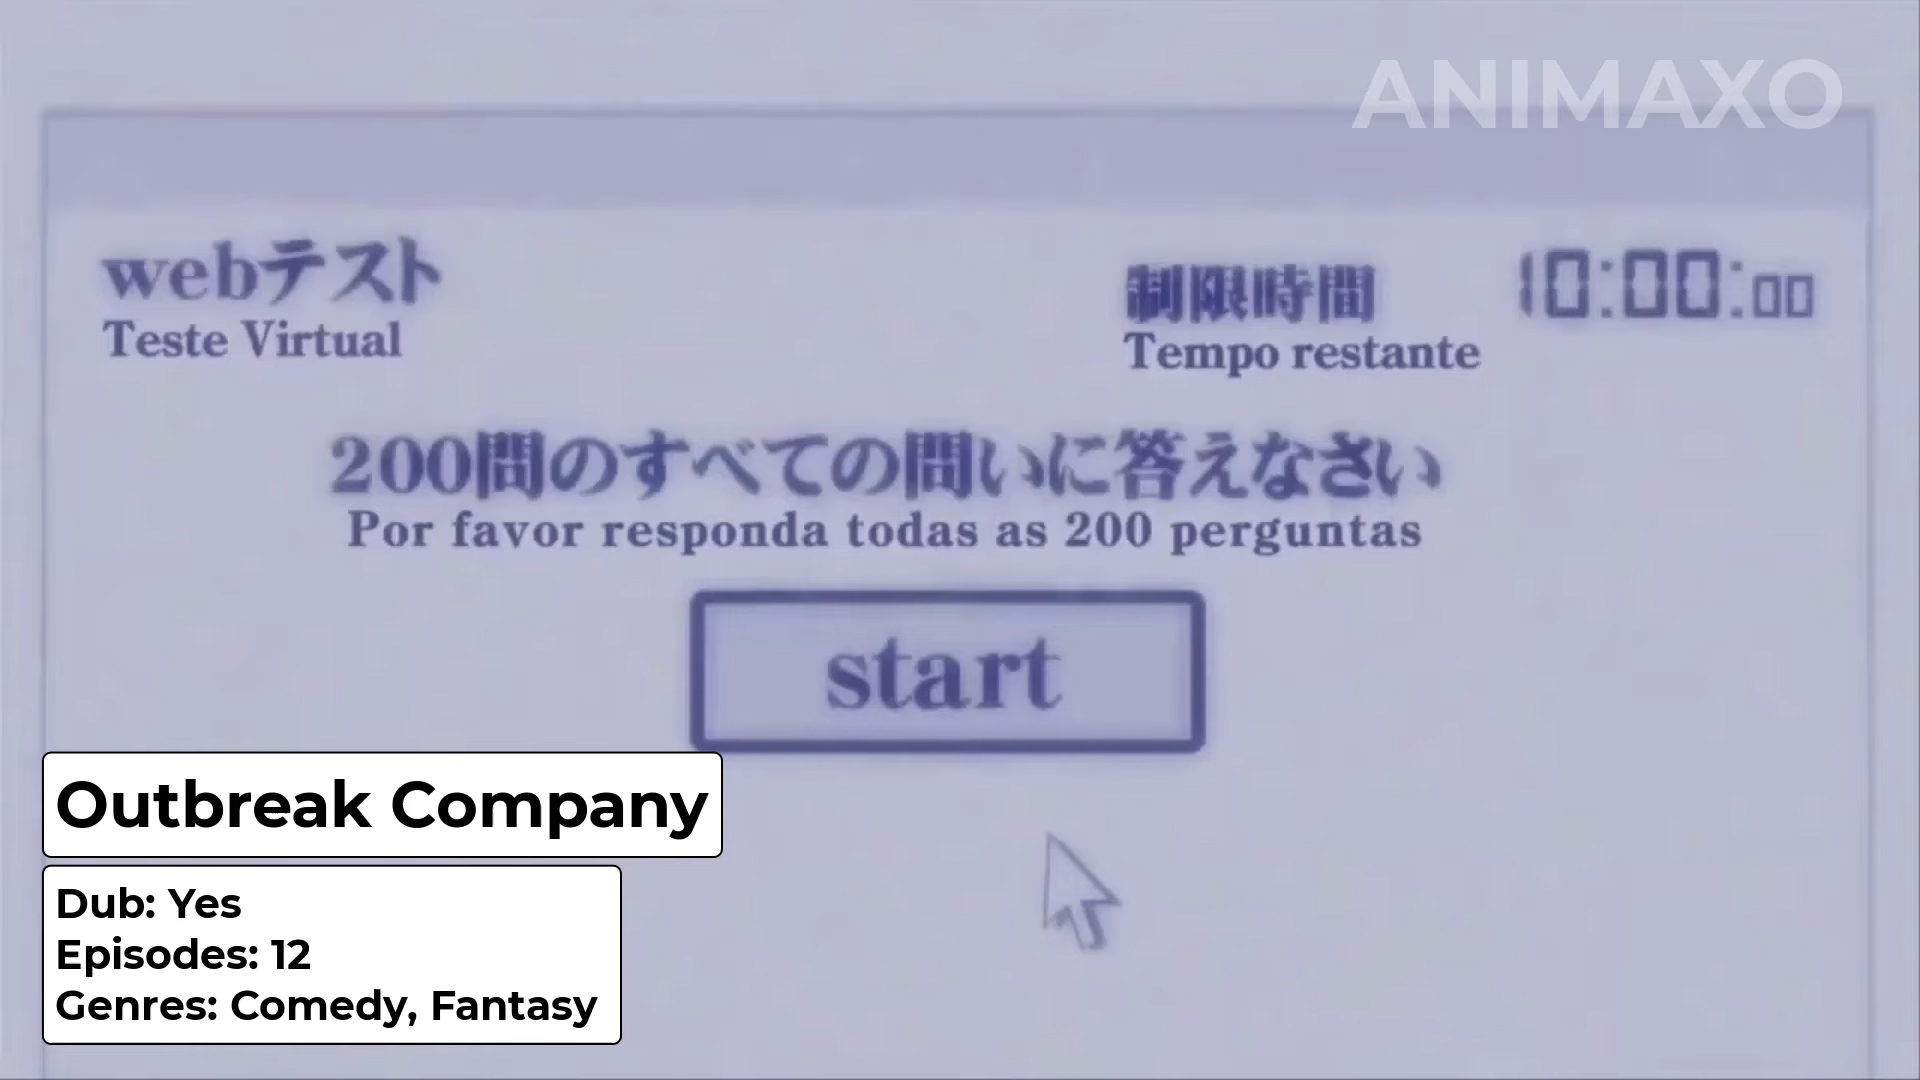 ANIMAXO
webテスト
Teste Virtual
制限時間
Tempo restante
10:00:00
200問のすべての問いに答えなさい
Por favor responda todas as 200 perguntas
start
Outbreak Company
Dub: Yes
Episodes: 12
Genres: Comedy, Fantasy